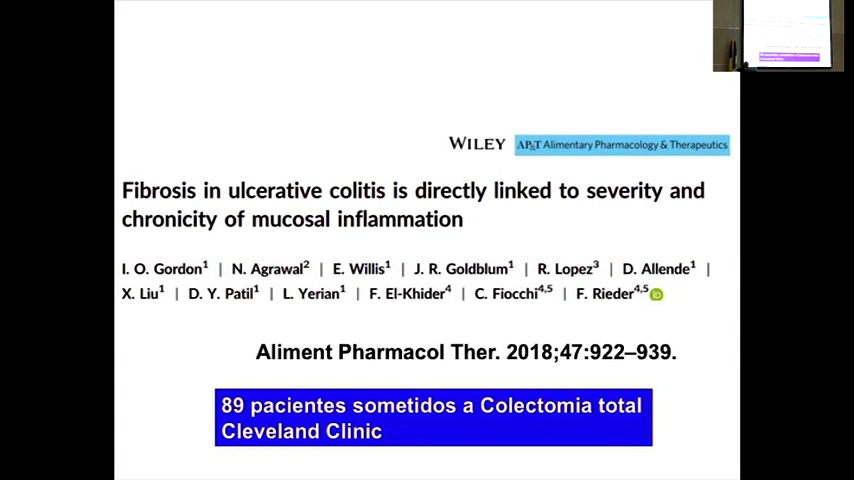 WILEY AP&T Alimentary Pharmacology & Therapeutics
Fibrosis in ulcerative colitis is directly linked to severity and
chronicity of mucosal inflammation
I. O. Gordon¹ | N. Agrawal² | E. Willis¹ | J. R. Goldblum¹ | R. Lopez³ | D. Allende¹ |
X. Liu¹ | D. Y. Patil¹ | L. Yerian¹ | F. El-Khider⁴ | C. Fiocchi⁴,⁵ | F. Rieder⁴,⁵ iD
Aliment Pharmacol Ther. 2018;47:922–939.
89 pacientes sometidos a Colectomia total
Cleveland Clinic